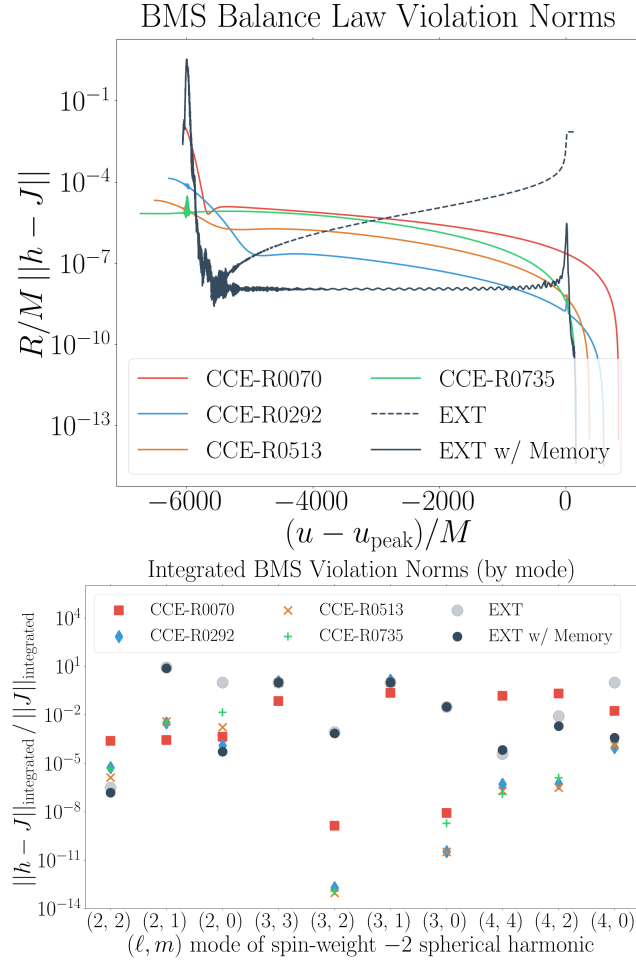 BMS Balance Law Violation Norms
R/M ||h − J||
10⁻¹
10⁻⁴
10⁻⁷
10⁻¹⁰
10⁻¹³
CCE-R0070
CCE-R0292
CCE-R0513
CCE-R0735
EXT
EXT w/ Memory
−6000 −4000 −2000 0
(u − u_peak)/M
Integrated BMS Violation Norms (by mode)
||h − J||_integrated / ||J||_integrated
10⁴
10¹
10⁻²
10⁻⁵
10⁻⁸
10⁻¹¹
10⁻¹⁴
CCE-R0070
CCE-R0292
CCE-R0513
CCE-R0735
EXT
EXT w/ Memory
(2, 2) (2, 1) (2, 0) (3, 3) (3, 2) (3, 1) (3, 0) (4, 4) (4, 2) (4, 0)
(ℓ, m) mode of spin-weight −2 spherical harmonic